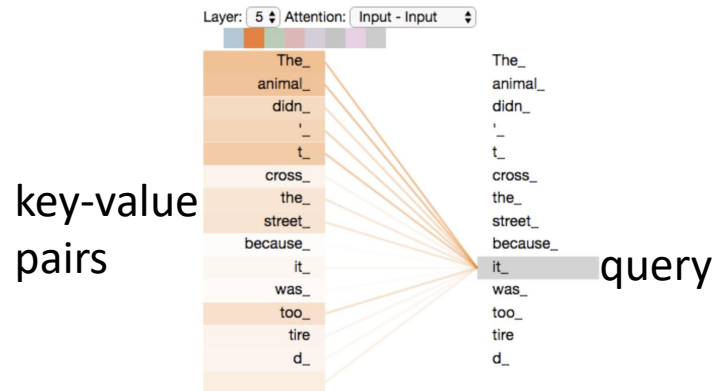 Layer: 5 Attention: Input - Input
The_ The_
animal_ animal_
didn_ didn_
'_ '_
t_ t_
cross_ cross_
the_ the_
street_ street_
because_ because_
it_ it_
was_ was_
too_ too_
tire tire
d_ d_
key-value
pairs
query